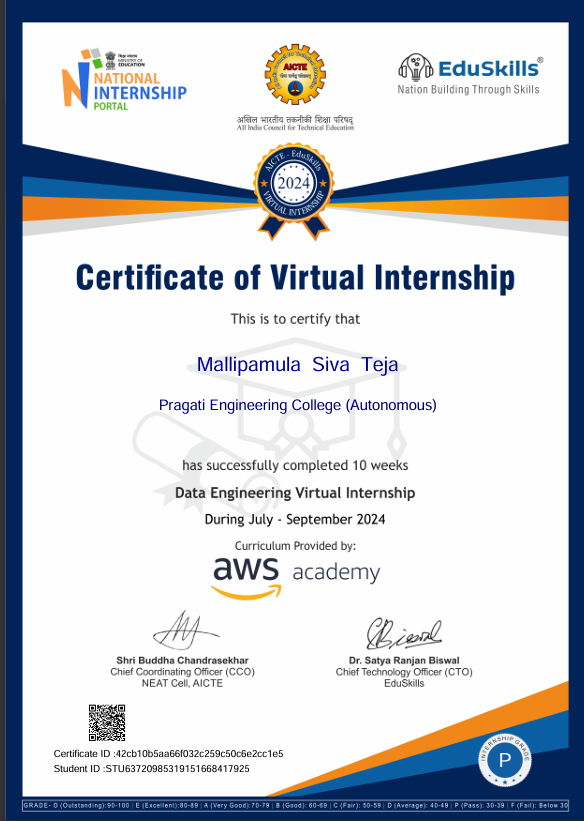 शिक्षा मंत्रालय
MINISTRY OF
EDUCATION
NATIONAL
INTERNSHIP
PORTAL
AICTE
अखिल भारतीय तकनीकी शिक्षा परिषद्
All India Council for Technical Education
EduSkills®
Nation Building Through Skills
AICTE - EduSkills
2024
VIRTUAL INTERNSHIP
Certificate of Virtual Internship
This is to certify that
Mallipamula Siva Teja
Pragati Engineering College (Autonomous)
has successfully completed 10 weeks
Data Engineering Virtual Internship
During July - September 2024
Curriculum Provided by:
aws academy
Shri Buddha Chandrasekhar
Chief Coordinating Officer (CCO)
NEAT Cell, AICTE
Dr. Satya Ranjan Biswal
Chief Technology Officer (CTO)
EduSkills
Certificate ID :42cb10b5aa66f032c259c50c6e2cc1e5
Student ID :STU63720985319151668417925
INTERNSHIP GRADE
P
GRADE- O (Outstanding):90-100 | E (Excellent):80-89 | A (Very Good):70-79 | B (Good): 60-69 | C (Fair): 50-59 | D (Average): 40-49 | P (Pass): 30-39 | F (Fail): Below 30